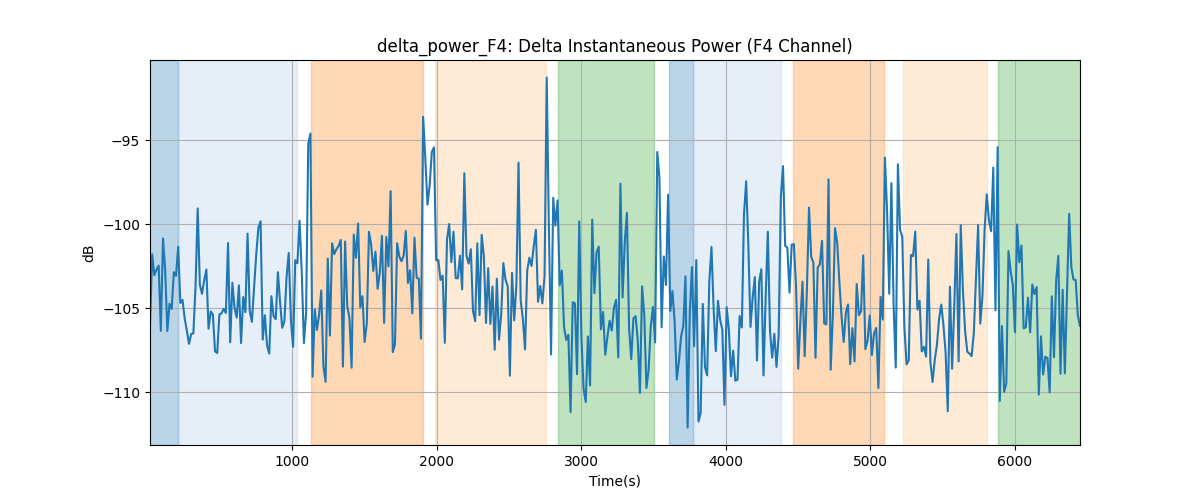 delta_power_F4: Delta Instantaneous Power (F4 Channel)
dB
−95
−100
−105
−110
1000 2000 3000 4000 5000 6000
Time(s)